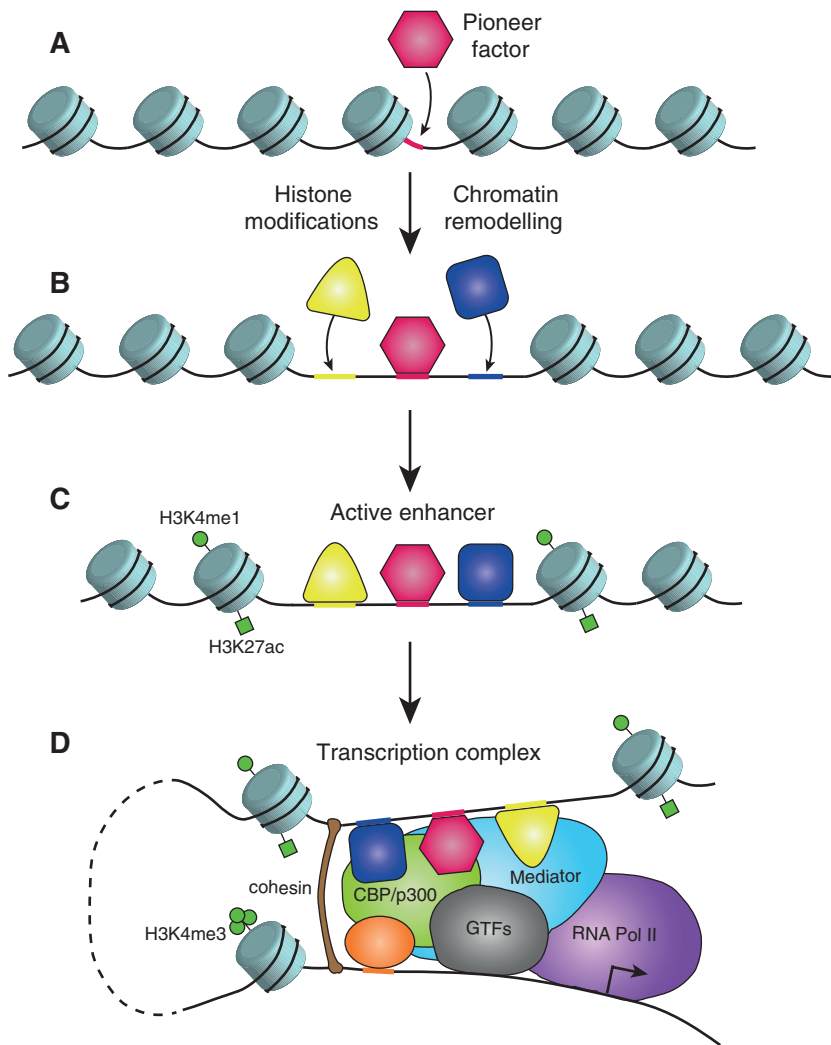 A
Pioneer
factor
Histone
modifications
Chromatin
remodelling
B
C
H3K4me1
Active enhancer
H3K27ac
D
Transcription complex
cohesin
CBP/p300
Mediator
H3K4me3
GTFs
RNA Pol II